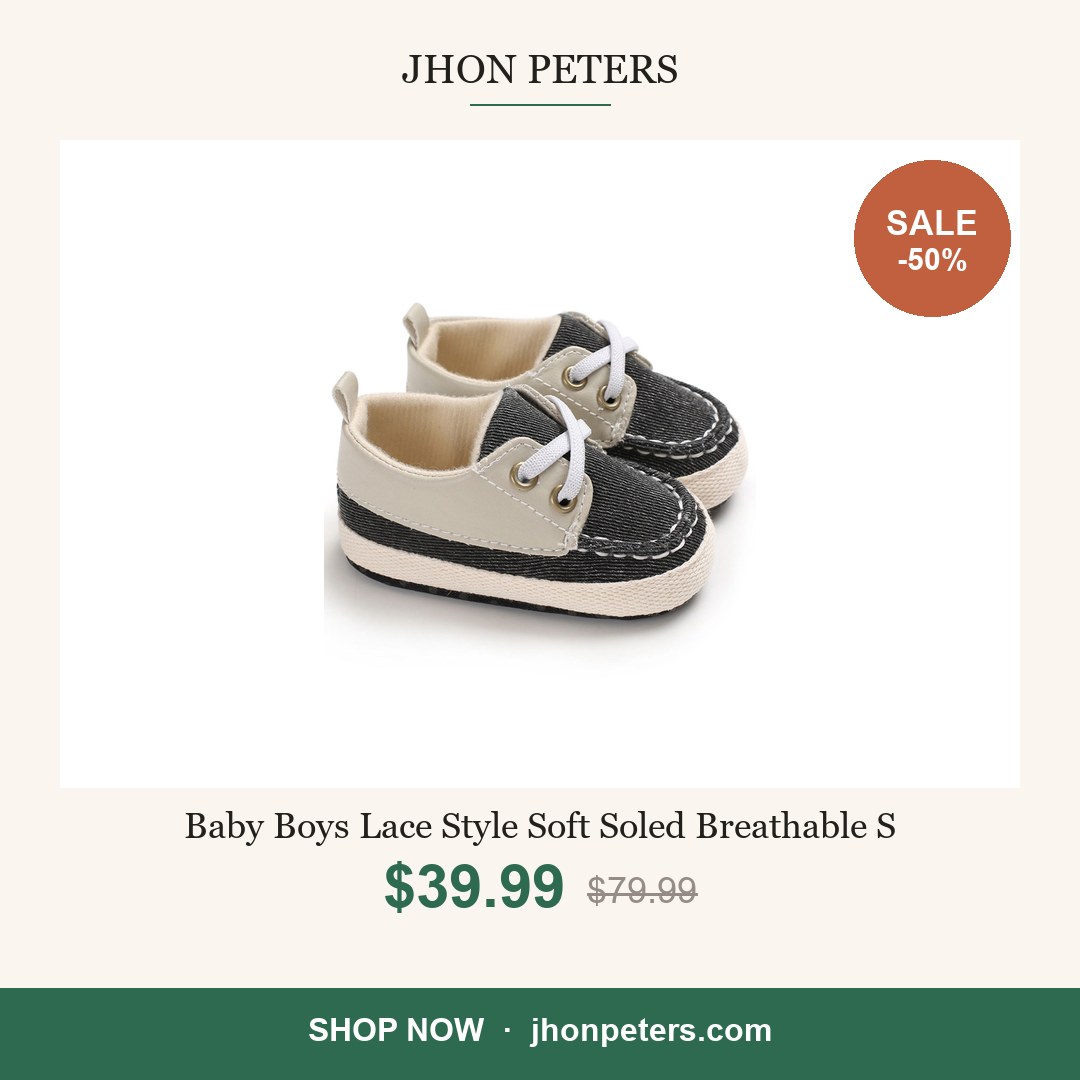 JHON PETERS
SALE
-50%
Baby Boys Lace Style Soft Soled Breathable S
$39.99 $79.99
SHOP NOW · jhonpeters.com